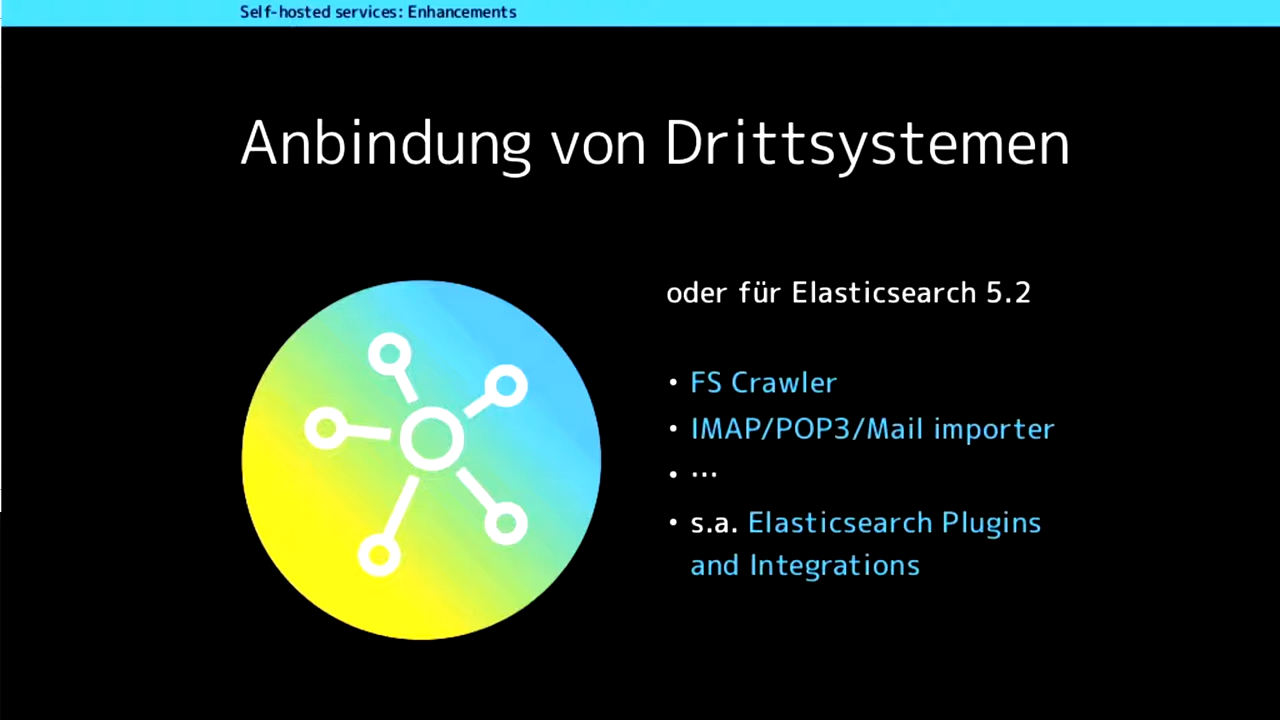 Self-hosted services: Enhancements
Anbindung von Drittsystemen
oder für Elasticsearch 5.2
• FS Crawler
• IMAP/POP3/Mail importer
• ...
• s.a. Elasticsearch Plugins
and Integrations